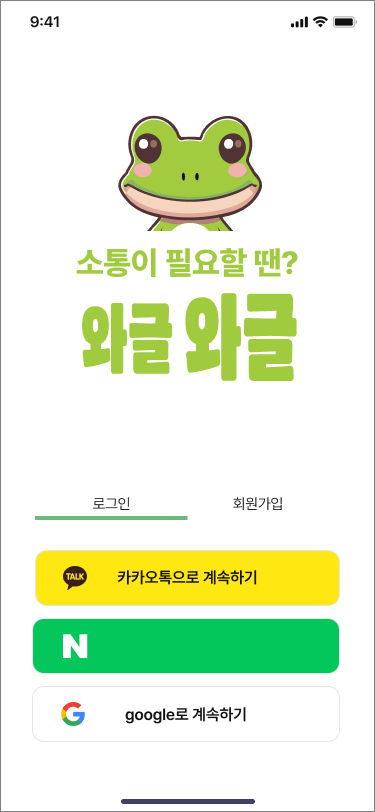 9:41
소통이 필요할 땐?
와글 와글
로그인
회원가입
TALK
카카오톡으로 계속하기
N
google로 계속하기